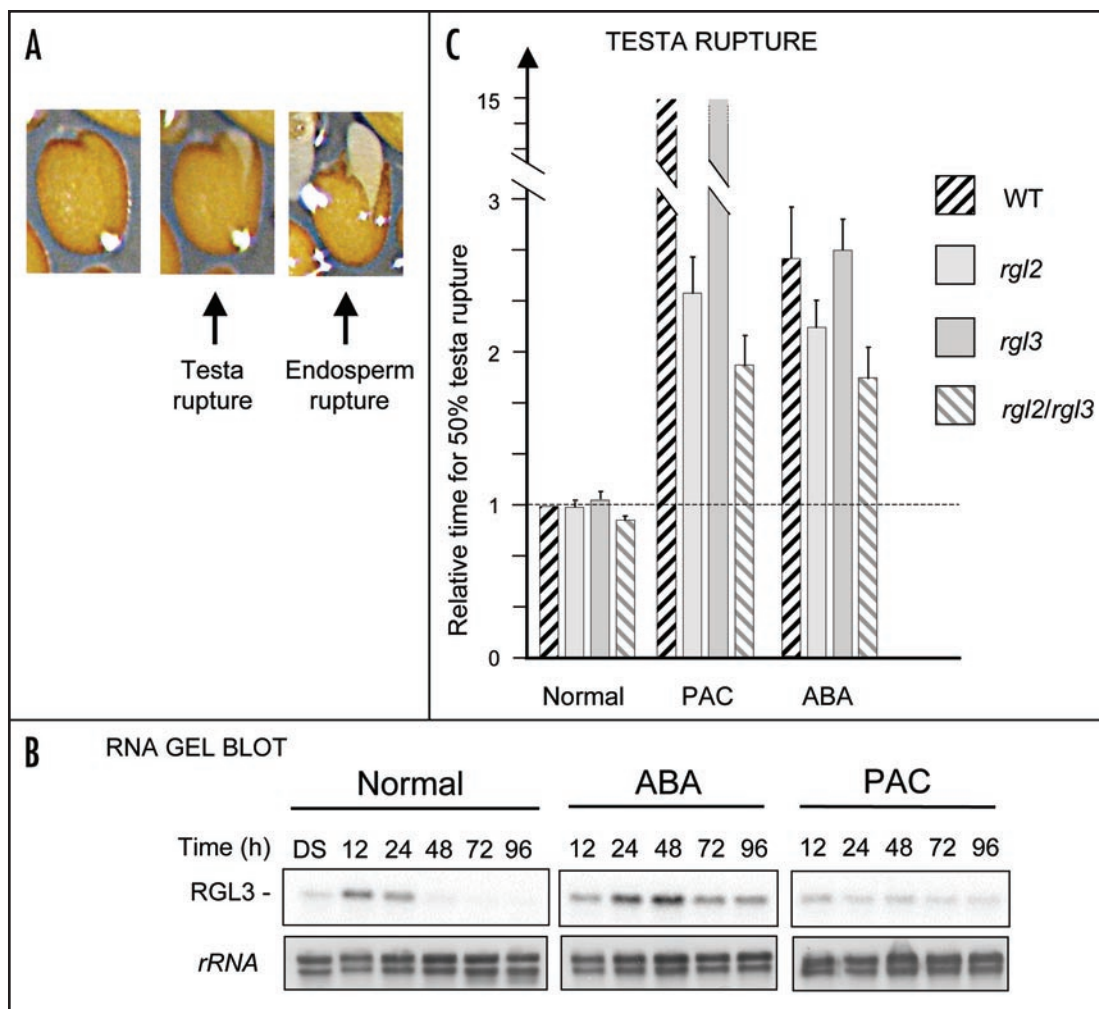 A
Testa
rupture
Endosperm
rupture
C
TESTA RUPTURE
Relative time for 50% testa rupture
15
3
2
1
0
Normal
PAC
ABA
WT
rgl2
rgl3
rgl2/rgl3
B
RNA GEL BLOT
Normal
ABA
PAC
Time (h)
DS 12 24 48 72 96
12 24 48 72 96
12 24 48 72 96
RGL3 -
rRNA